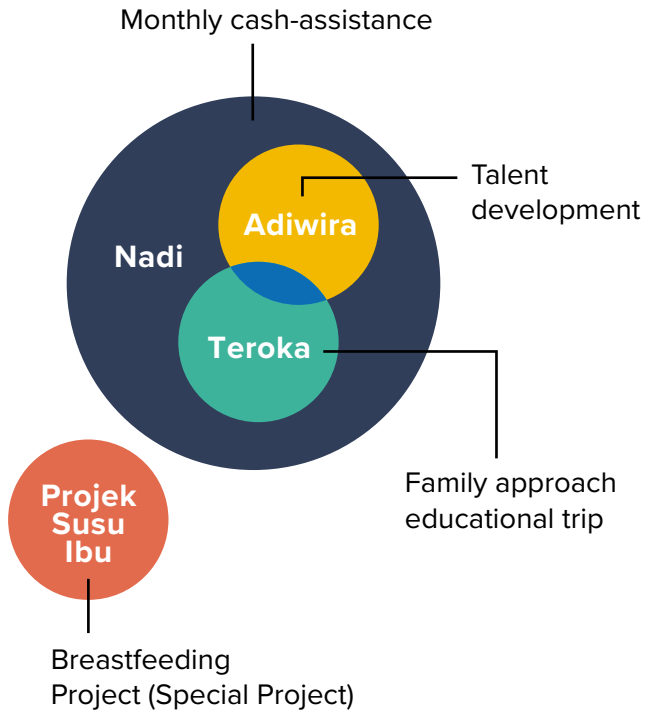 Monthly cash-assistance
Talent
development
Adiwira
Nadi
Teroka
Family approach
educational trip
Projek
Susu
Ibu
Breastfeeding
Project (Special Project)